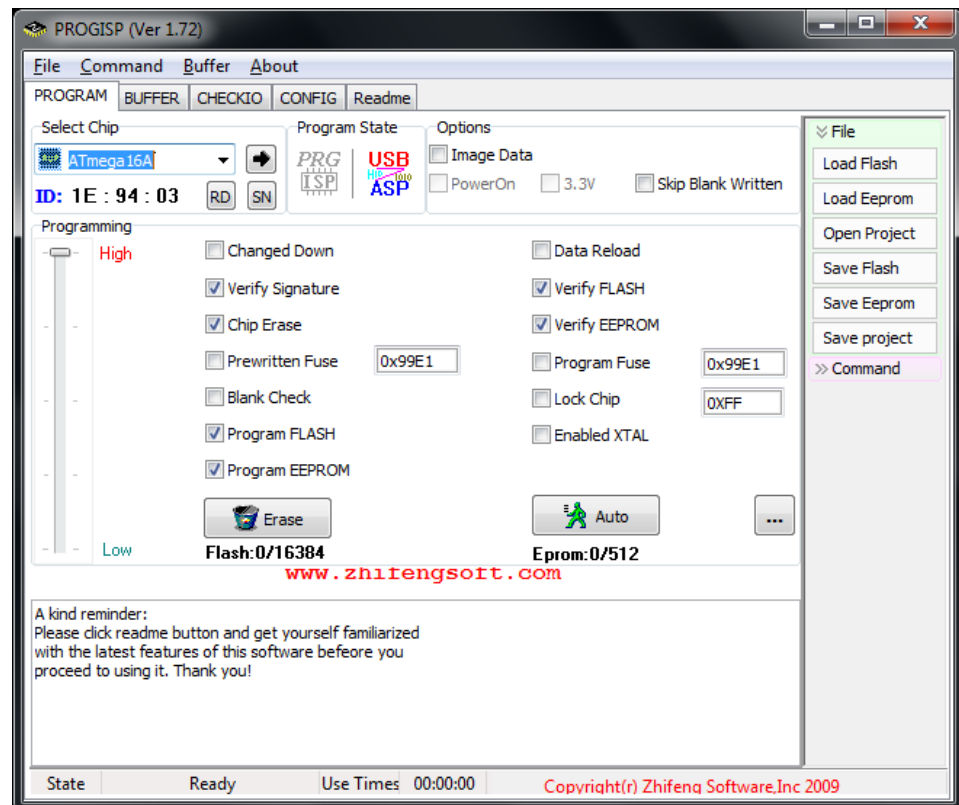 PROGISP (Ver 1.72)
File Command Buffer About
PROGRAM BUFFER CHECKIO CONFIG Readme
Select Chip
ATmega16A
ID: 1E : 94 : 03 RD SN
Program State
PRG ISP
USB ASP
Options
Image Data
PowerOn 3.3V Skip Blank Written
Programming
High
Low
Changed Down
Data Reload
Verify Signature
Verify FLASH
Chip Erase
Verify EEPROM
Prewritten Fuse 0x99E1
Program Fuse 0x99E1
Blank Check
Lock Chip 0XFF
Program FLASH
Enabled XTAL
Program EEPROM
Erase
Auto
...
Flash:0/16384
Eprom:0/512
www.zhifengsoft.com
A kind reminder:
Please click readme button and get yourself familiarized
with the latest features of this software befeore you
proceed to using it. Thank you!
File
Load Flash
Load Eeprom
Open Project
Save Flash
Save Eeprom
Save project
Command
State Ready Use Times 00:00:00 Copyright(r) Zhifeng Software,Inc 2009